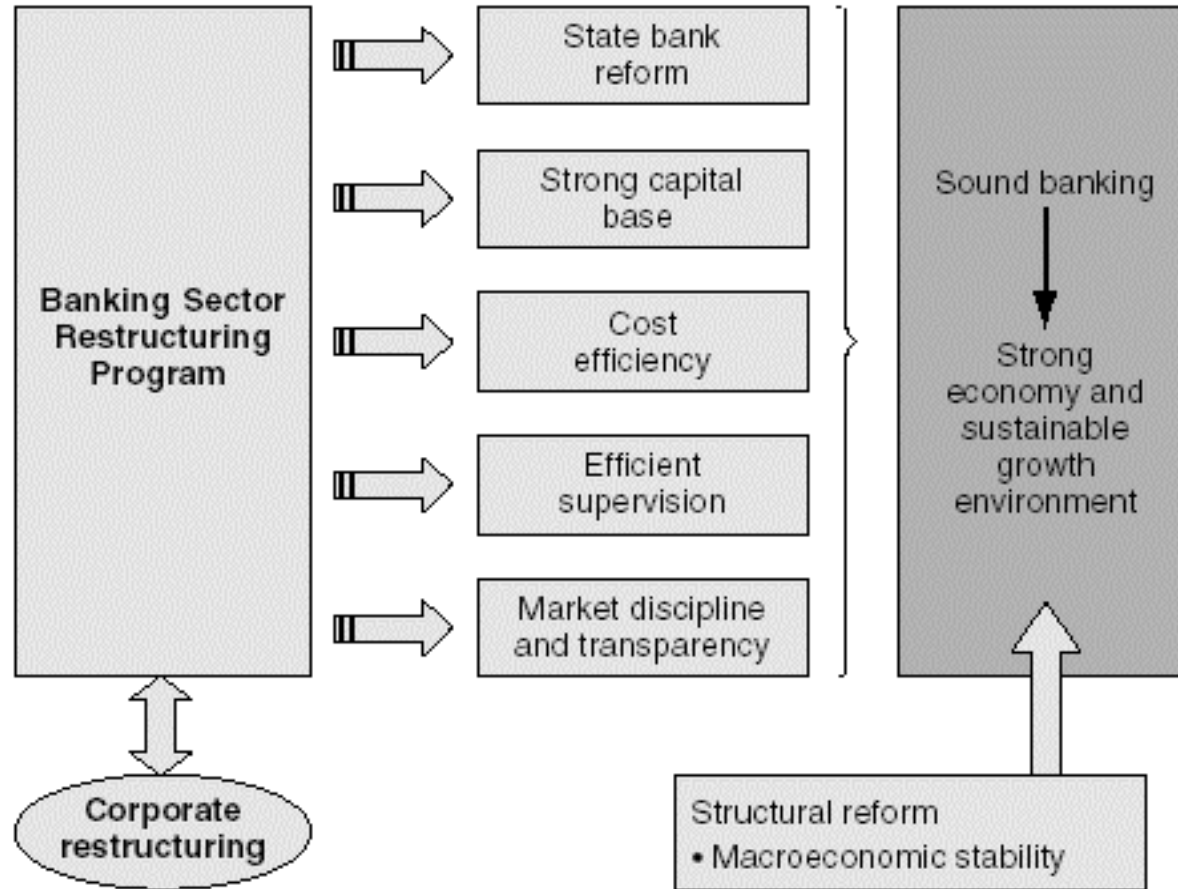 Banking Sector
Restructuring
Program
Corporate
restructuring
State bank
reform
Strong capital
base
Cost
efficiency
Efficient
supervision
Market discipline
and transparency
Sound banking
Strong
economy and
sustainable
growth
environment
Structural reform
• Macroeconomic stability